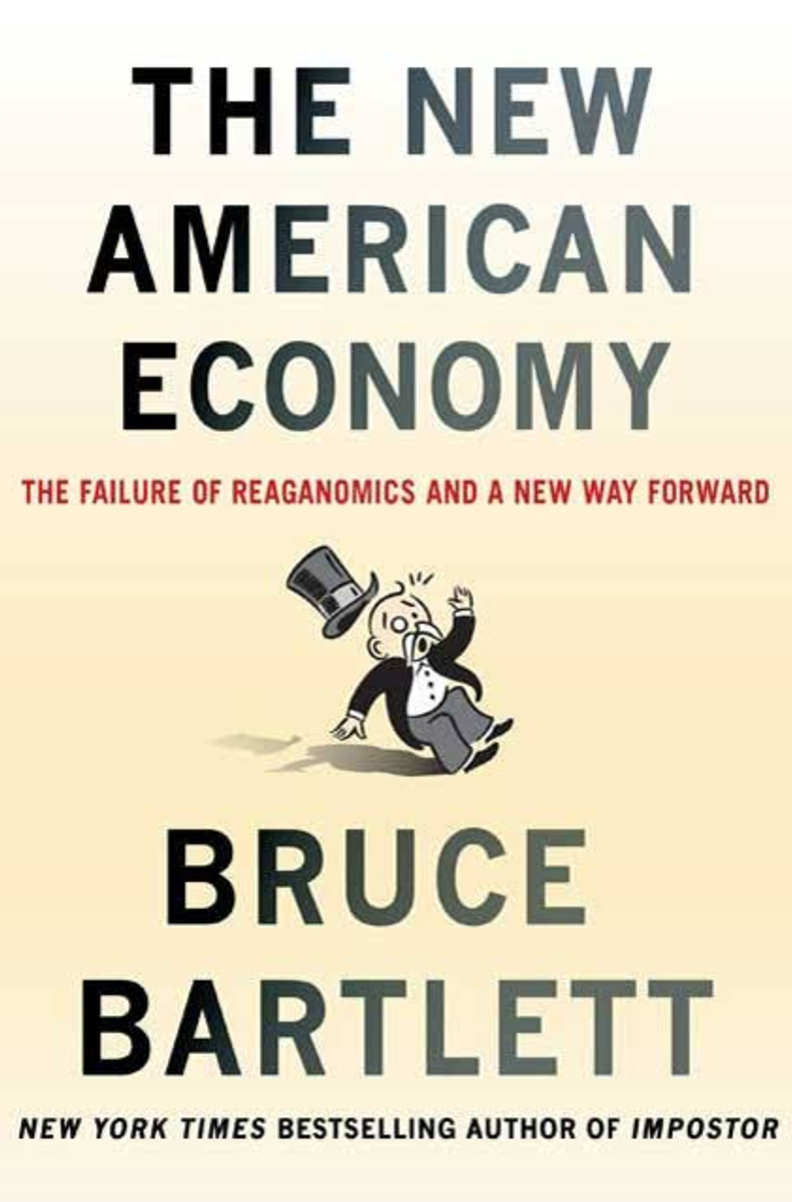 THE NEW
AMERICAN
ECONOMY
THE FAILURE OF REAGANOMICS AND A NEW WAY FORWARD
BRUCE
BARTLETT
NEW YORK TIMES BESTSELLING AUTHOR OF IMPOSTOR